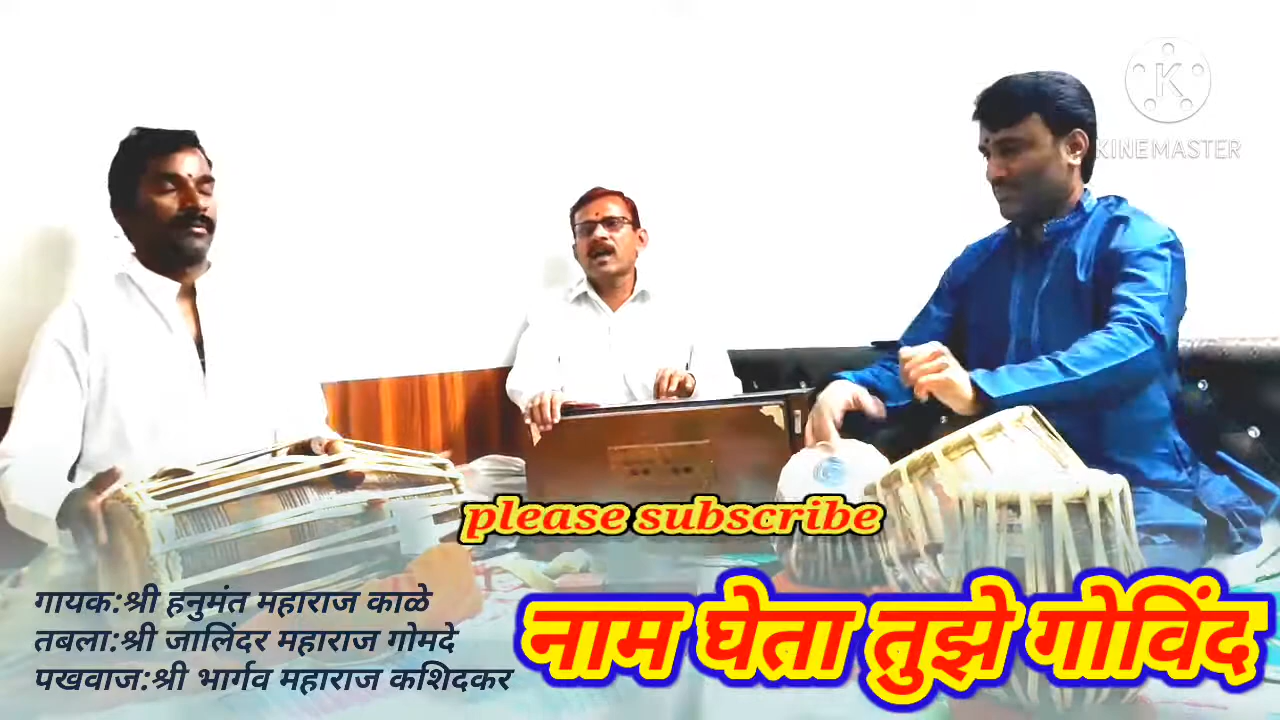 K
KINEMASTER
please subscribe
गायक:श्री हनुमंत महाराज काळे
तबला:श्री जालिंदर महाराज गोमदे
पखवाज:श्री भार्गव महाराज कशिदकर
नाम घेता तुझे गोविंद